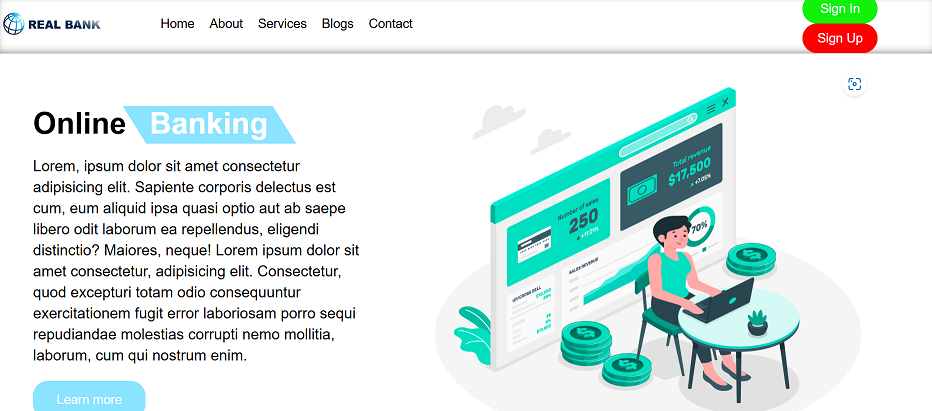 REAL BANK
Home
About
Services
Blogs
Contact
Sign In
Sign Up
Online Banking
Lorem, ipsum dolor sit amet consectetur
adipisicing elit. Sapiente corporis delectus est
cum, eum aliquid ipsa quasi optio aut ab saepe
libero odit laborum ea repellendus, eligendi
distinctio? Maiores, neque! Lorem ipsum dolor sit
amet consectetur, adipisicing elit. Consectetur,
quod excepturi totam odio consequuntur
exercitationem fugit error laboriosam porro sequi
repudiandae molestias corrupti nemo mollitia,
laborum, cum qui nostrum enim.
Learn more
Total revenue
$17,500
+7.05%
Number of sales
250
+11.01%
70%
SALES REVENUE